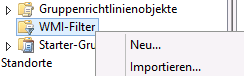 Gruppenrichtlinienobjekte
WMI-Filter
Starter-Gru
Neu...
Standorte
Importieren...